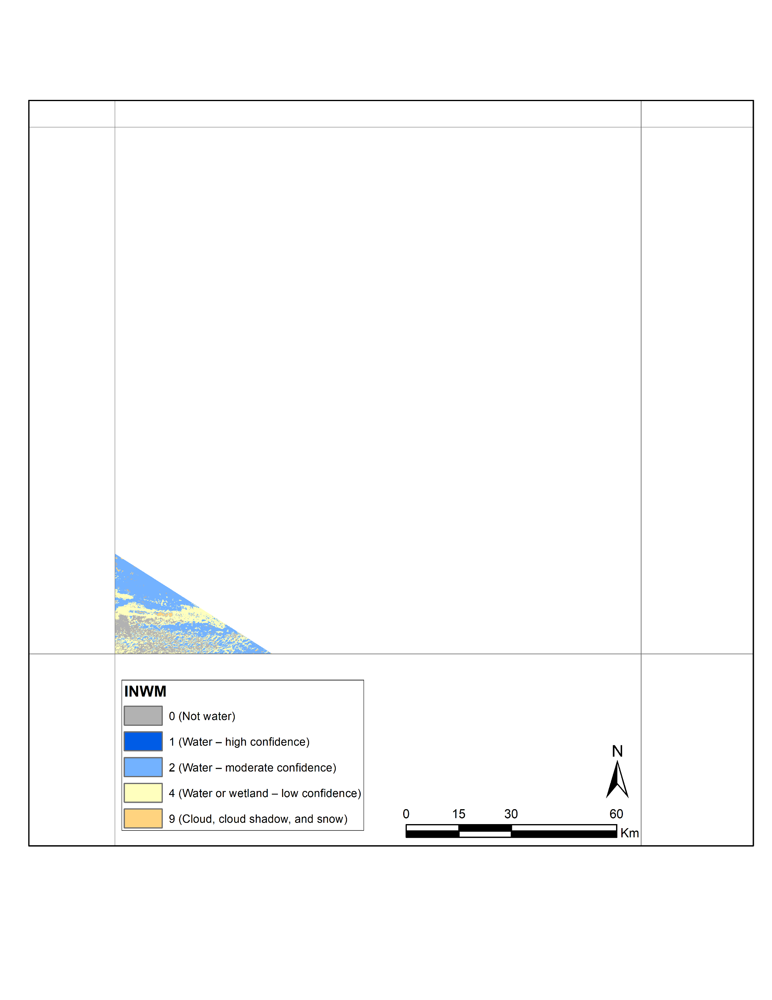 INWM
0 (Not water)
1 (Water – high confidence)
2 (Water – moderate confidence)
4 (Water or wetland – low confidence)
9 (Cloud, cloud shadow, and snow)
N
0 15 30 60
Km